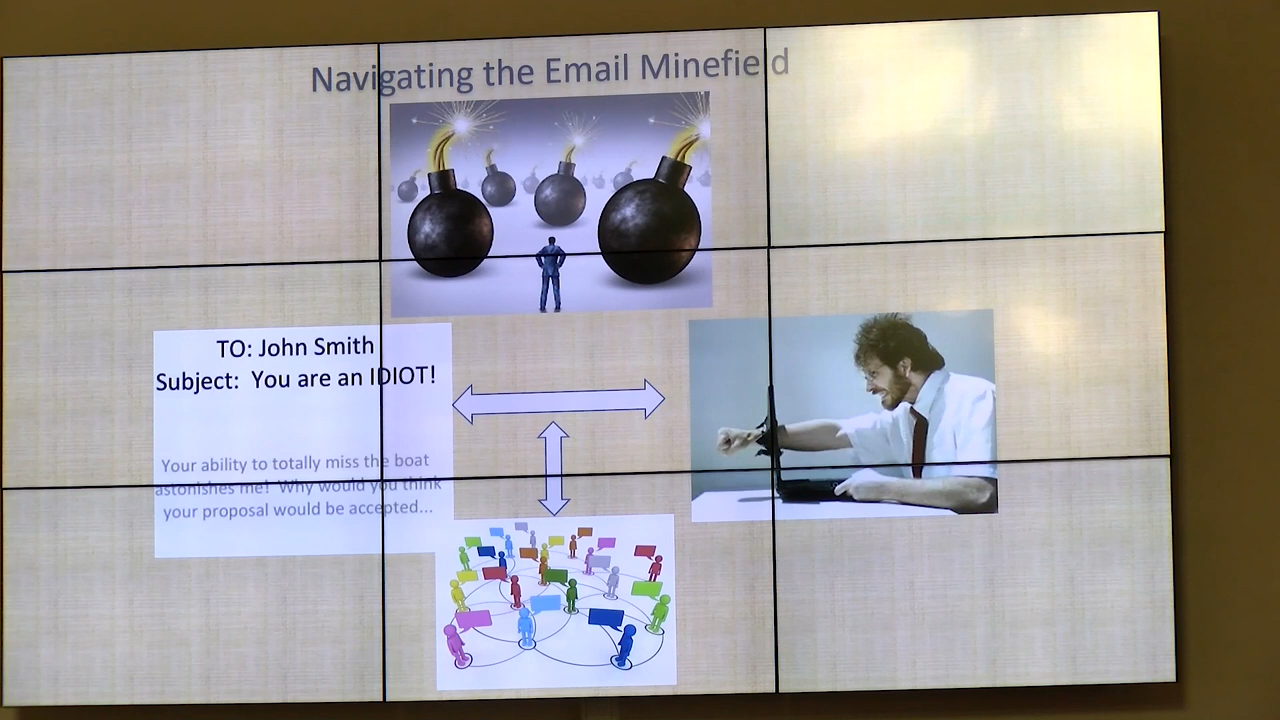 Navigating the Email Minefield
TO: John Smith
Subject: You are an IDIOT!
Your ability to totally miss the boat
astonishes me! Why would you think
your proposal would be accepted...